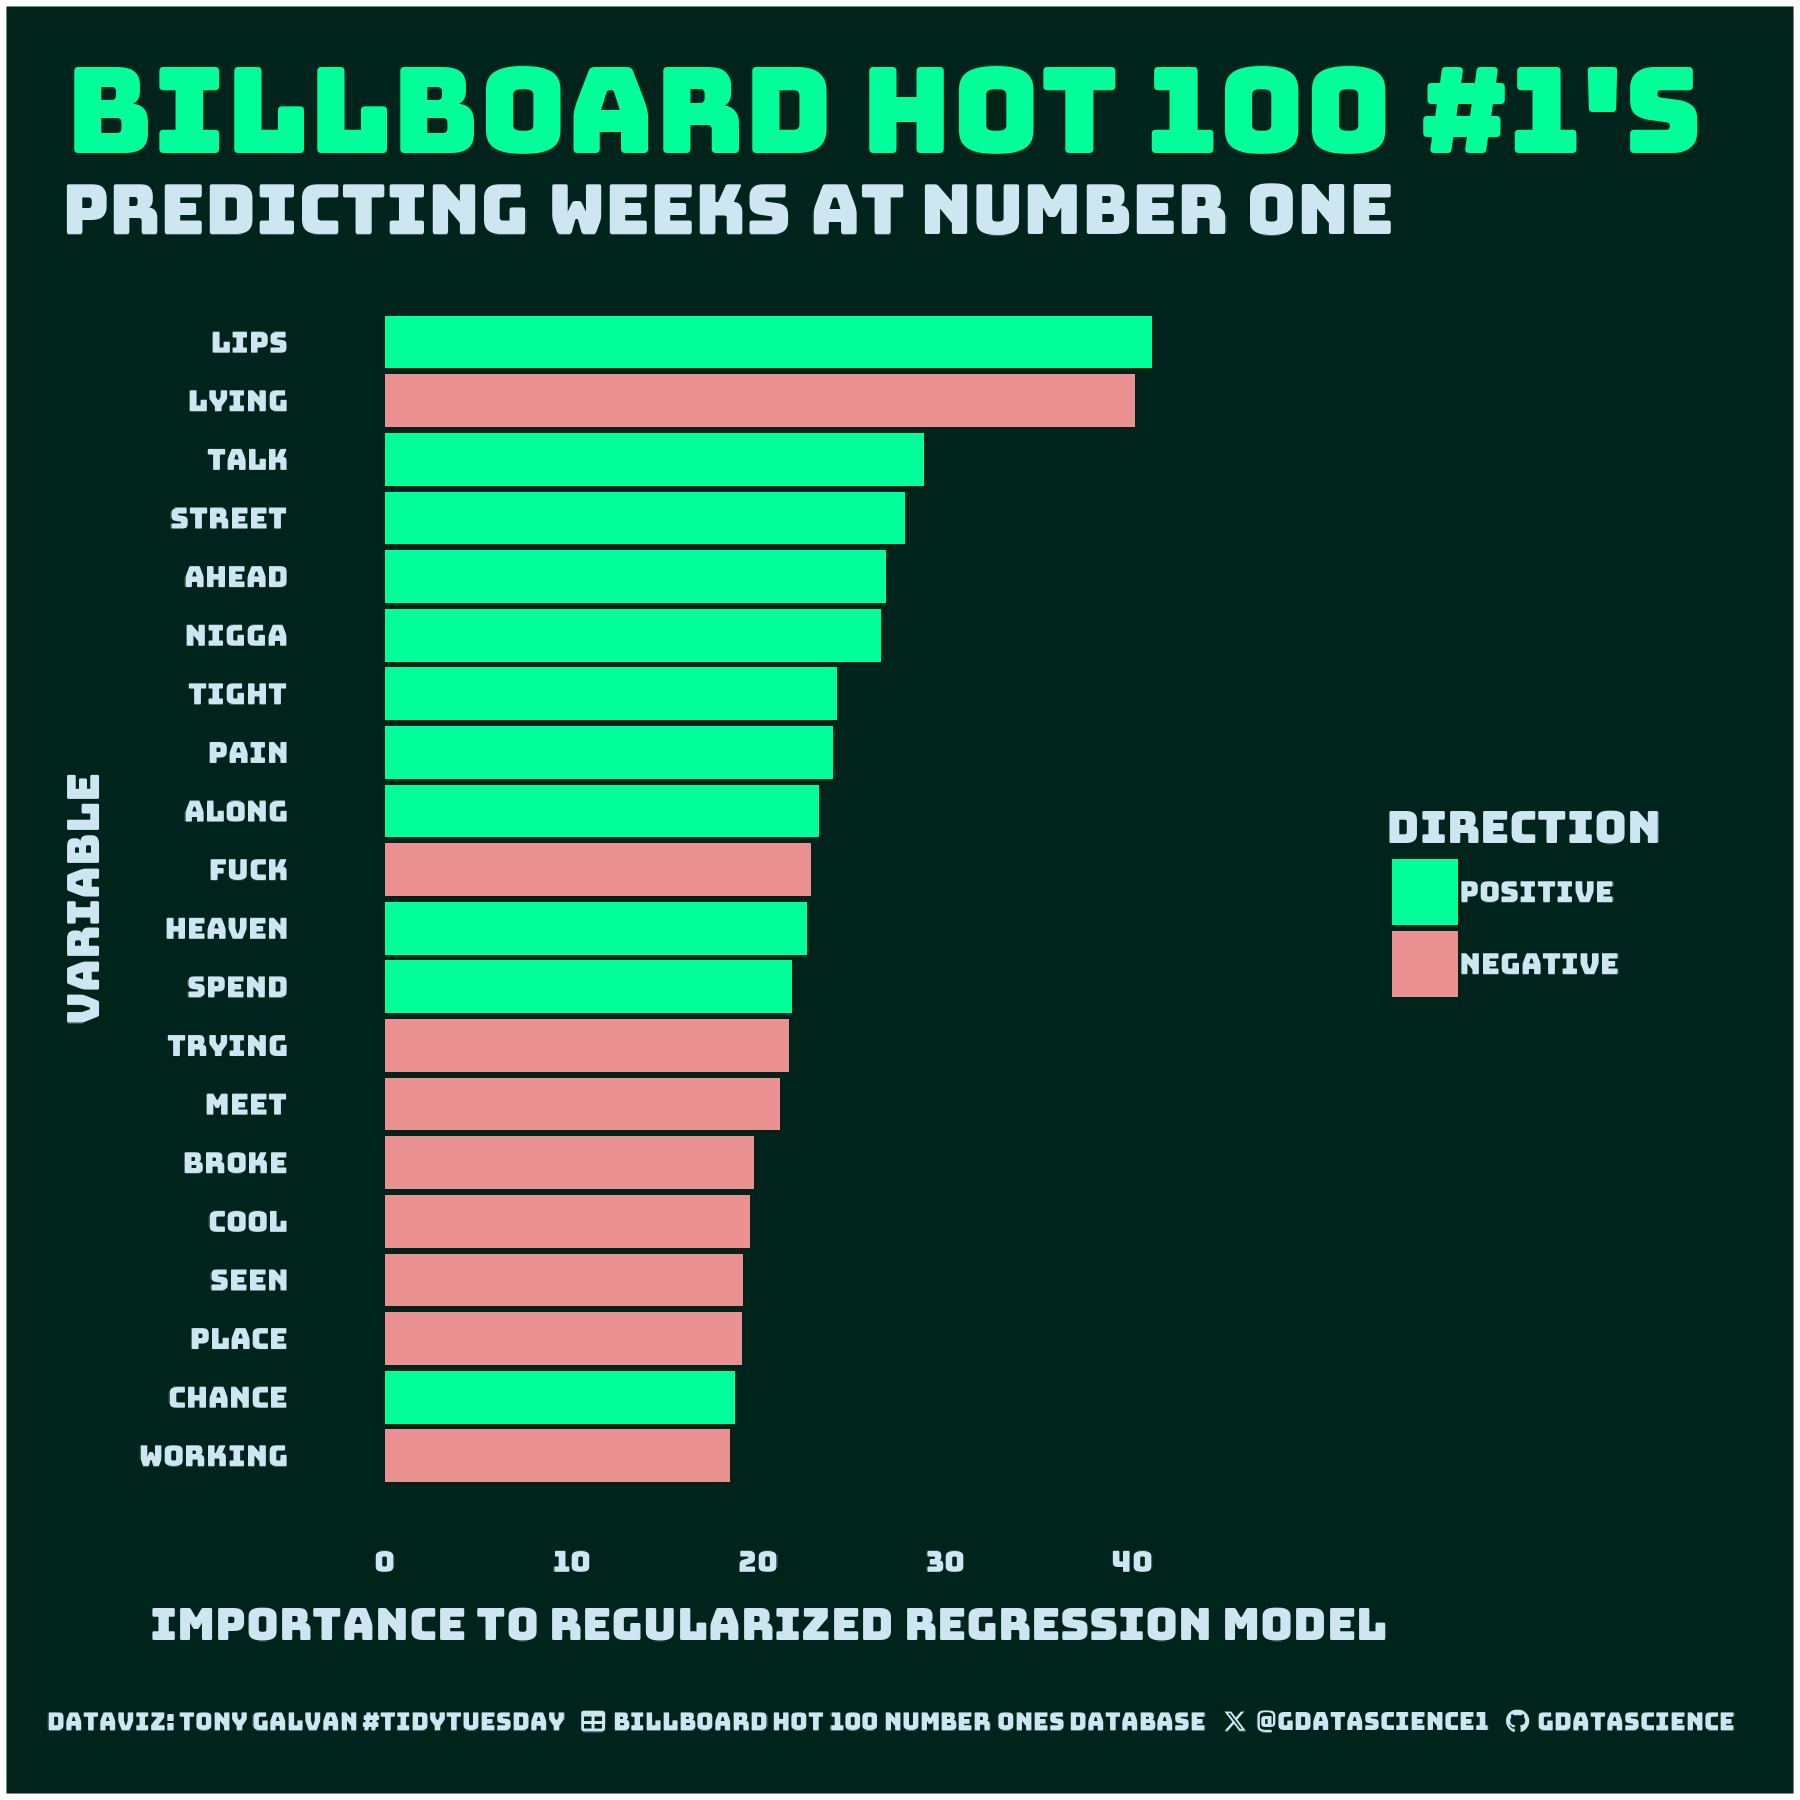 BILLBOARD HOT 100 #1'S
PREDICTING WEEKS AT NUMBER ONE
VARIABLE
LIPS
LYING
TALK
STREET
AHEAD
NIGGA
TIGHT
PAIN
ALONG
FUCK
HEAVEN
SPEND
TRYING
MEET
BROKE
COOL
SEEN
PLACE
CHANCE
WORKING
0 10 20 30 40
IMPORTANCE TO REGULARIZED REGRESSION MODEL
DIRECTION
POSITIVE
NEGATIVE
DATAVIZ: TONY GALVAN #TIDYTUESDAY BILLBOARD HOT 100 NUMBER ONES DATABASE @GDATASCIENCE1 GDATASCIENCE